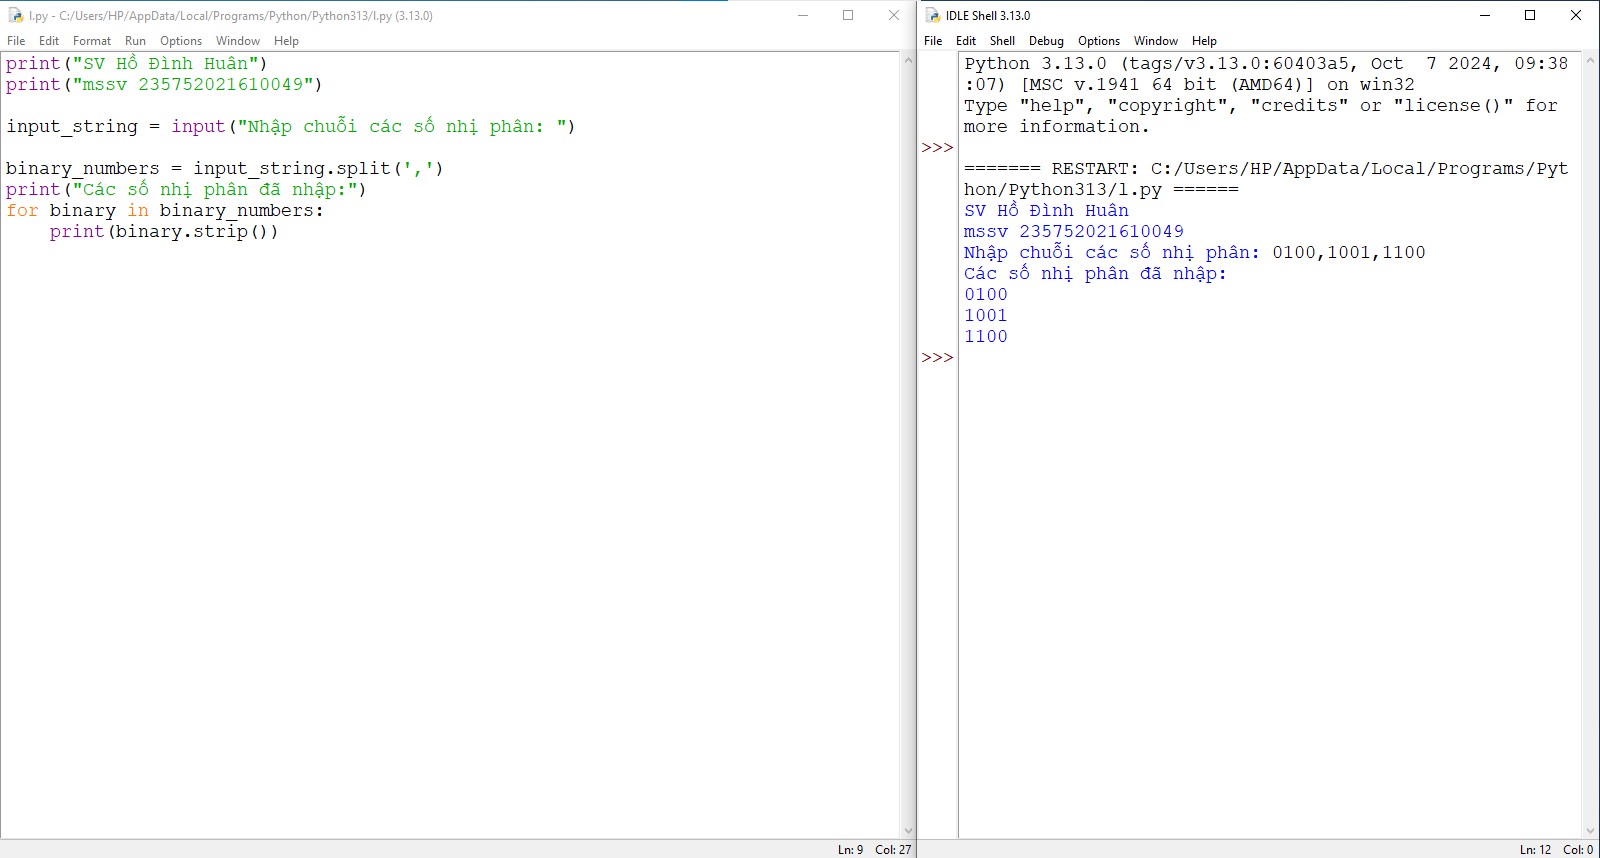 l.py - C:/Users/HP/AppData/Local/Programs/Python/Python313/l.py (3.13.0)
File Edit Format Run Options Window Help
print("SV Hồ Đình Huân")
print("mssv 235752021610049")
input_string = input("Nhập chuỗi các số nhị phân: ")
binary_numbers = input_string.split(',')
print("Các số nhị phân đã nhập:")
for binary in binary_numbers:
    print(binary.strip())
Ln: 9 Col: 27
IDLE Shell 3.13.0
File Edit Shell Debug Options Window Help
Python 3.13.0 (tags/v3.13.0:60403a5, Oct  7 2024, 09:38
:07) [MSC v.1941 64 bit (AMD64)] on win32
Type "help", "copyright", "credits" or "license()" for
more information.
>>>
======= RESTART: C:/Users/HP/AppData/Local/Programs/Pyt
hon/Python313/l.py ======
SV Hồ Đình Huân
mssv 235752021610049
Nhập chuỗi các số nhị phân: 0100,1001,1100
Các số nhị phân đã nhập:
0100
1001
1100
>>>
Ln: 12 Col: 0